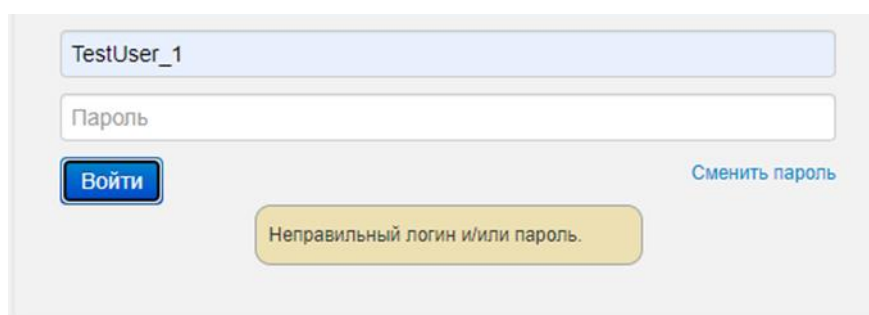 TestUser_1
Пароль
Войти
Сменить пароль
Неправильный логин и/или пароль.